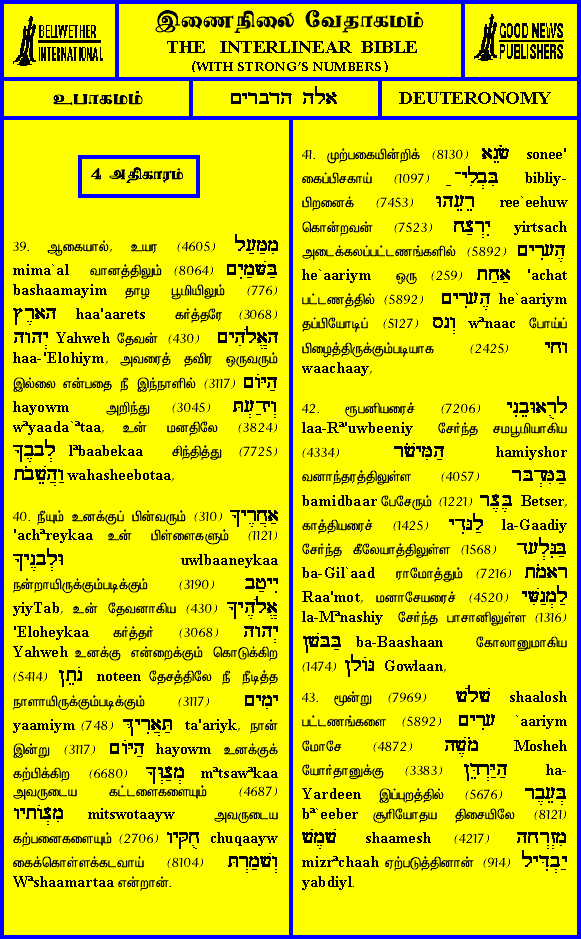 BELLWETHER
INTERNATIONAL
இணைநிலை வேதாகமம்
THE INTERLINEAR BIBLE
(WITH STRONG'S NUMBERS)
GOOD NEWS
PUBLISHERS
உபாகமம்
אלה הדברים
DEUTERONOMY
4 அதிகாரம்
39. ஆகையால், உயர (4605) מִמַּעַל
mima`al வானத்திலும் (8064) בַּשָּׁמַיִם
bashaamayim தாழ பூமியிலும் (776)
הָאָרֶץ haa'aarets கர்த்தரே (3068)
יְהוָה Yahweh தேவன் (430) הָאֱלֹהִים
haa-'Elohiym, அவரைத் தவிர ஒருவரும்
இல்லை என்பதை நீ இந்நாளில் (3117) הַיּוֹם
hayowm அறிந்து (3045) וְיָדַעְתָּ
wªyaada`ªtaa, உன் மனதிலே (3824)
לְבָבֶךָ lªbaabekaa சிந்தித்து (7725)
וַהֲשֵׁבֹתָ wahasheebotaa,
40. நீயும் உனக்குப் பின்வரும் (310) אַחֲרֶיךָ
'achªreykaa உன் பிள்ளைகளும் (1121)
וּלְבָנֶיךָ uwlbaaneykaa
நன்றாயிருக்கும்படிக்கும் (3190) יִיטַב
yiyTab, உன் தேவனாகிய (430) אֱלֹהֶיךָ
'Eloheykaa கர்த்தர் (3068) יְהוָה
Yahweh உனக்கு என்றைக்கும் கொடுக்கிற
(5414) נֹתֵן noteen தேசத்திலே நீ நீடித்த
நாளாயிருக்கும்படிக்கும் (3117) יָמִים
yaamiym (748) תַּאֲרִיךְ ta'ariyk, நான்
இன்று (3117) הַיּוֹם hayowm உனக்குக்
கற்பிக்கிற (6680) מְצַוְּךָ mªtsawªkaa
அவருடைய கட்டளைகளையும் (4687)
מִצְוֹתָיו mitswotaayw அவருடைய
கற்பனைகளையும் (2706) חֻקָּיו chuqaayw
கைக்கொள்ளக்கடவாய் (8104) וְשָׁמַרְתָּ
Wªshaamartaa என்றான்.
41. முற்பகையின்றிக் (8130) שֹׂנֵא sonee'
கைப்பிசகாய் (1097) בִּבְלִי־ bibliy-
பிறனைக் (7453) רֵעֵהוּ ree`eehuw
கொன்றவன் (7523) יִרְצַח yirtsach
அடைக்கலப்பட்டணங்களில் (5892) הֶעָרִים
he`aariym ஒரு (259) אַחַת 'achat
பட்டணத்தில் (5892) הֶעָרִים he`aariym
தப்பியோடிப் (5127) וְנָס wªnaac போய்ப்
பிழைத்திருக்கும்படியாக (2425) וָחָי
waachaay,
42. ரூபனியரைச் (7206) לָרֻאוּבֵנִי
laa-Rª'uwbeeniy சேர்ந்த சமபூமியாகிய
(4334) הַמִּישֹׁר hamiyshor
வனாந்தரத்திலுள்ள (4057) בַּמִּדְבָּר
bamidbaar பேசேரும் (1221) בֶּצֶר Betser,
காத்தியரைச் (1425) לַגָּדִי la-Gaadiy
சேர்ந்த கீலேயாத்திலுள்ள (1568) בַּגִּלְעָד
ba-Gil`aad ராமோத்தும் (7216) רָאמֹת
Raa'mot, மனாசேயரைச் (4520) לַמְנַשִּׁי
la-Mªnashiy சேர்ந்த பாசானிலுள்ள (1316)
בַּבָּשָׁן ba-Baashaan கோலானுமாகிய
(1474) גּוֹלָן Gowlaan,
43. மூன்று (7969) שָׁלֹשׁ shaalosh
பட்டணங்களை (5892) עָרִים `aariym
மோசே (4872) מֹשֶׁה Mosheh
யோர்தானுக்கு (3383) הַיַּרְדֵּן ha-
Yardeen இப்புறத்தில் (5676) בְּעֵבֶר
bª`eeber சூரியோதய திசையிலே (8121)
שָׁמֶשׁ shaamesh (4217) מִזְרְחָה
mizrªchaah ஏற்படுத்தினான் (914) יַבְדִּיל
yabdiyl.